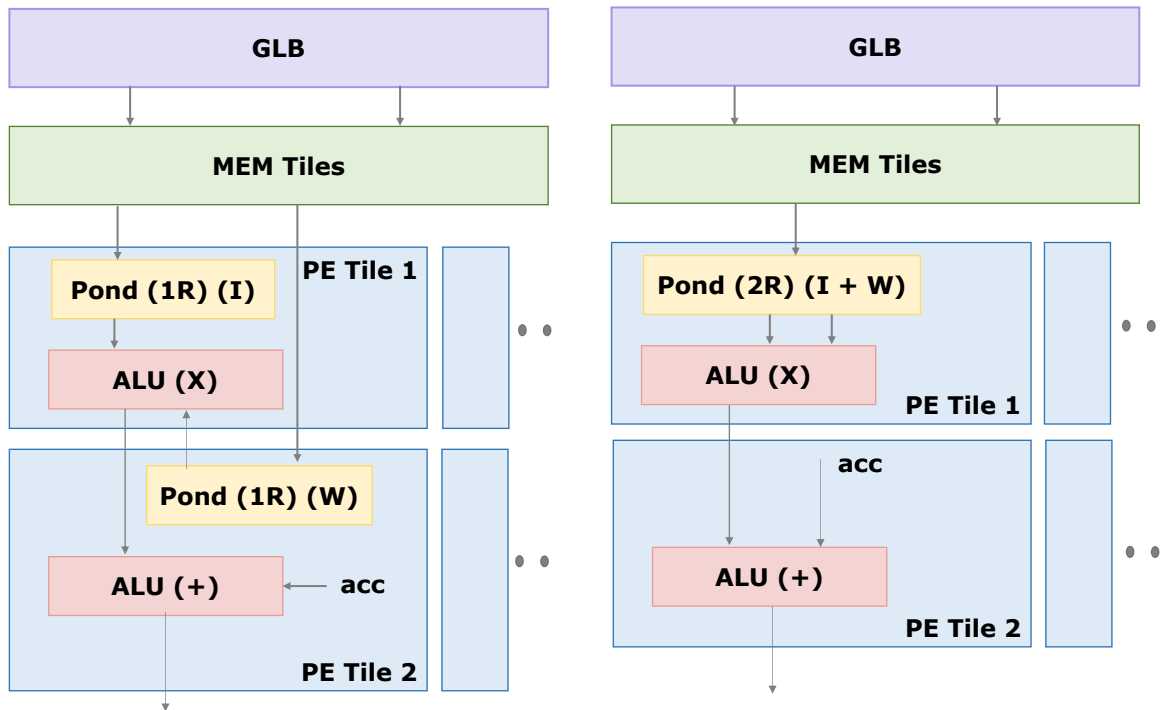 GLB
MEM Tiles
PE Tile 1
Pond (1R) (I)
ALU (X)
Pond (1R) (W)
ALU (+)
acc
PE Tile 2
GLB
MEM Tiles
Pond (2R) (I + W)
ALU (X)
PE Tile 1
acc
ALU (+)
PE Tile 2